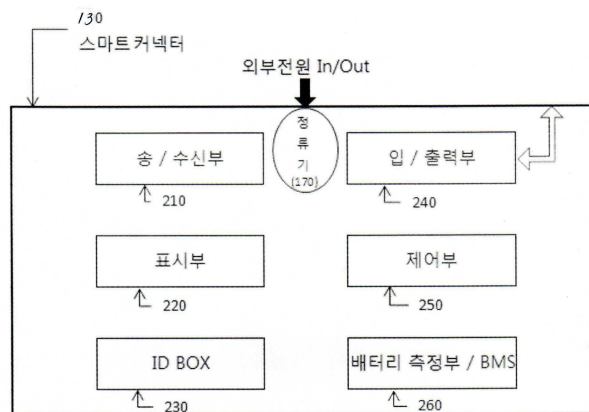 130
스마트 커넥터
외부전원 In/Out
정
류
기
(170)
송 / 수신부
입 / 출력부
210
240
표시부
제어부
220
250
ID BOX
배터리 측정부 / BMS
230
260